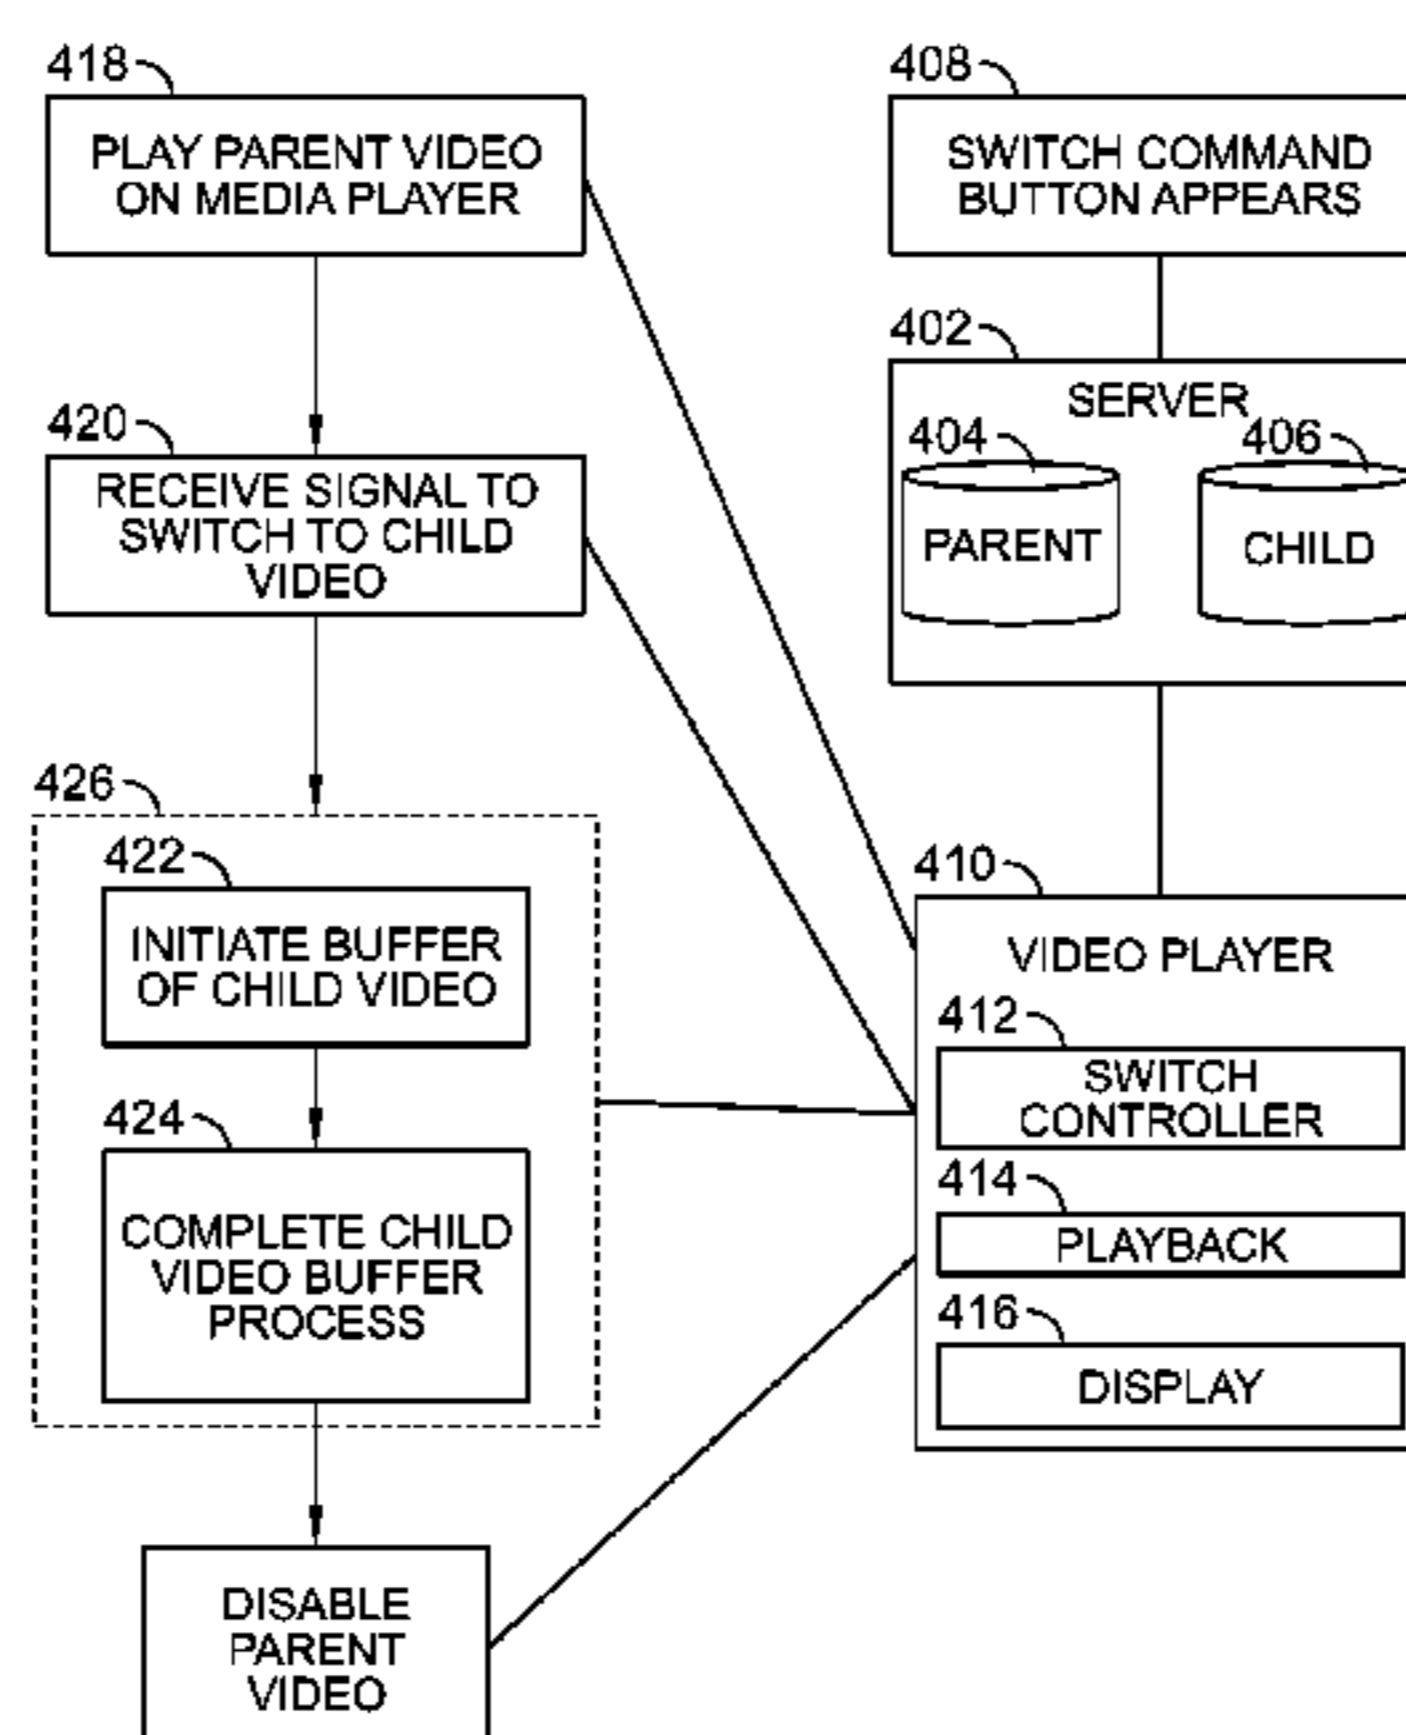 418
PLAY PARENT VIDEO
ON MEDIA PLAYER
420
RECEIVE SIGNAL TO
SWITCH TO CHILD
VIDEO
426
422
INITIATE BUFFER
OF CHILD VIDEO
424
COMPLETE CHILD
VIDEO BUFFER
PROCESS
DISABLE
PARENT
VIDEO
408
SWITCH COMMAND
BUTTON APPEARS
402
SERVER
404
PARENT
406
CHILD
410
VIDEO PLAYER
412
SWITCH
CONTROLLER
414
PLAYBACK
416
DISPLAY